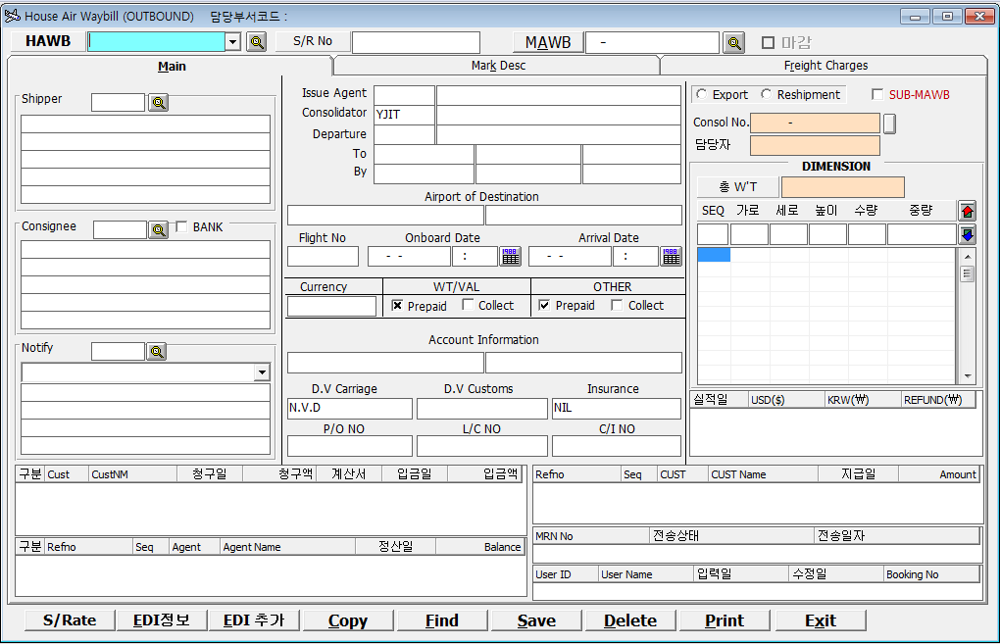 House Air Waybill (OUTBOUND) 담당부서코드 :
HAWB S/R No MAWB - 마감
Main Mark Desc Freight Charges
Shipper
Consignee BANK
Notify
Issue Agent
Consolidator YJIT
Departure
To
By
Airport of Destination
Flight No Onboard Date Arrival Date
- - : - - :
Currency WT/VAL OTHER
Prepaid Collect Prepaid Collect
Account Information
D.V Carriage D.V Customs Insurance
N.V.D NIL
P/O NO L/C NO C/I NO
Export Reshipment SUB-MAWB
Consol No. -
담당자
DIMENSION
총 W'T
SEQ 가로 세로 높이 수량 중량
실적일 USD($) KRW(₩) REFUND(₩)
구분 Cust CustNM 청구일 청구액 계산서 입금일 입금액
구분 Refno Seq Agent Agent Name 정산일 Balance
Refno Seq CUST CUST Name 지급일 Amount
MRN No 전송상태 전송일자
User ID User Name 입력일 수정일 Booking No
S/Rate EDI정보 EDI 추가 Copy Find Save Delete Print Exit